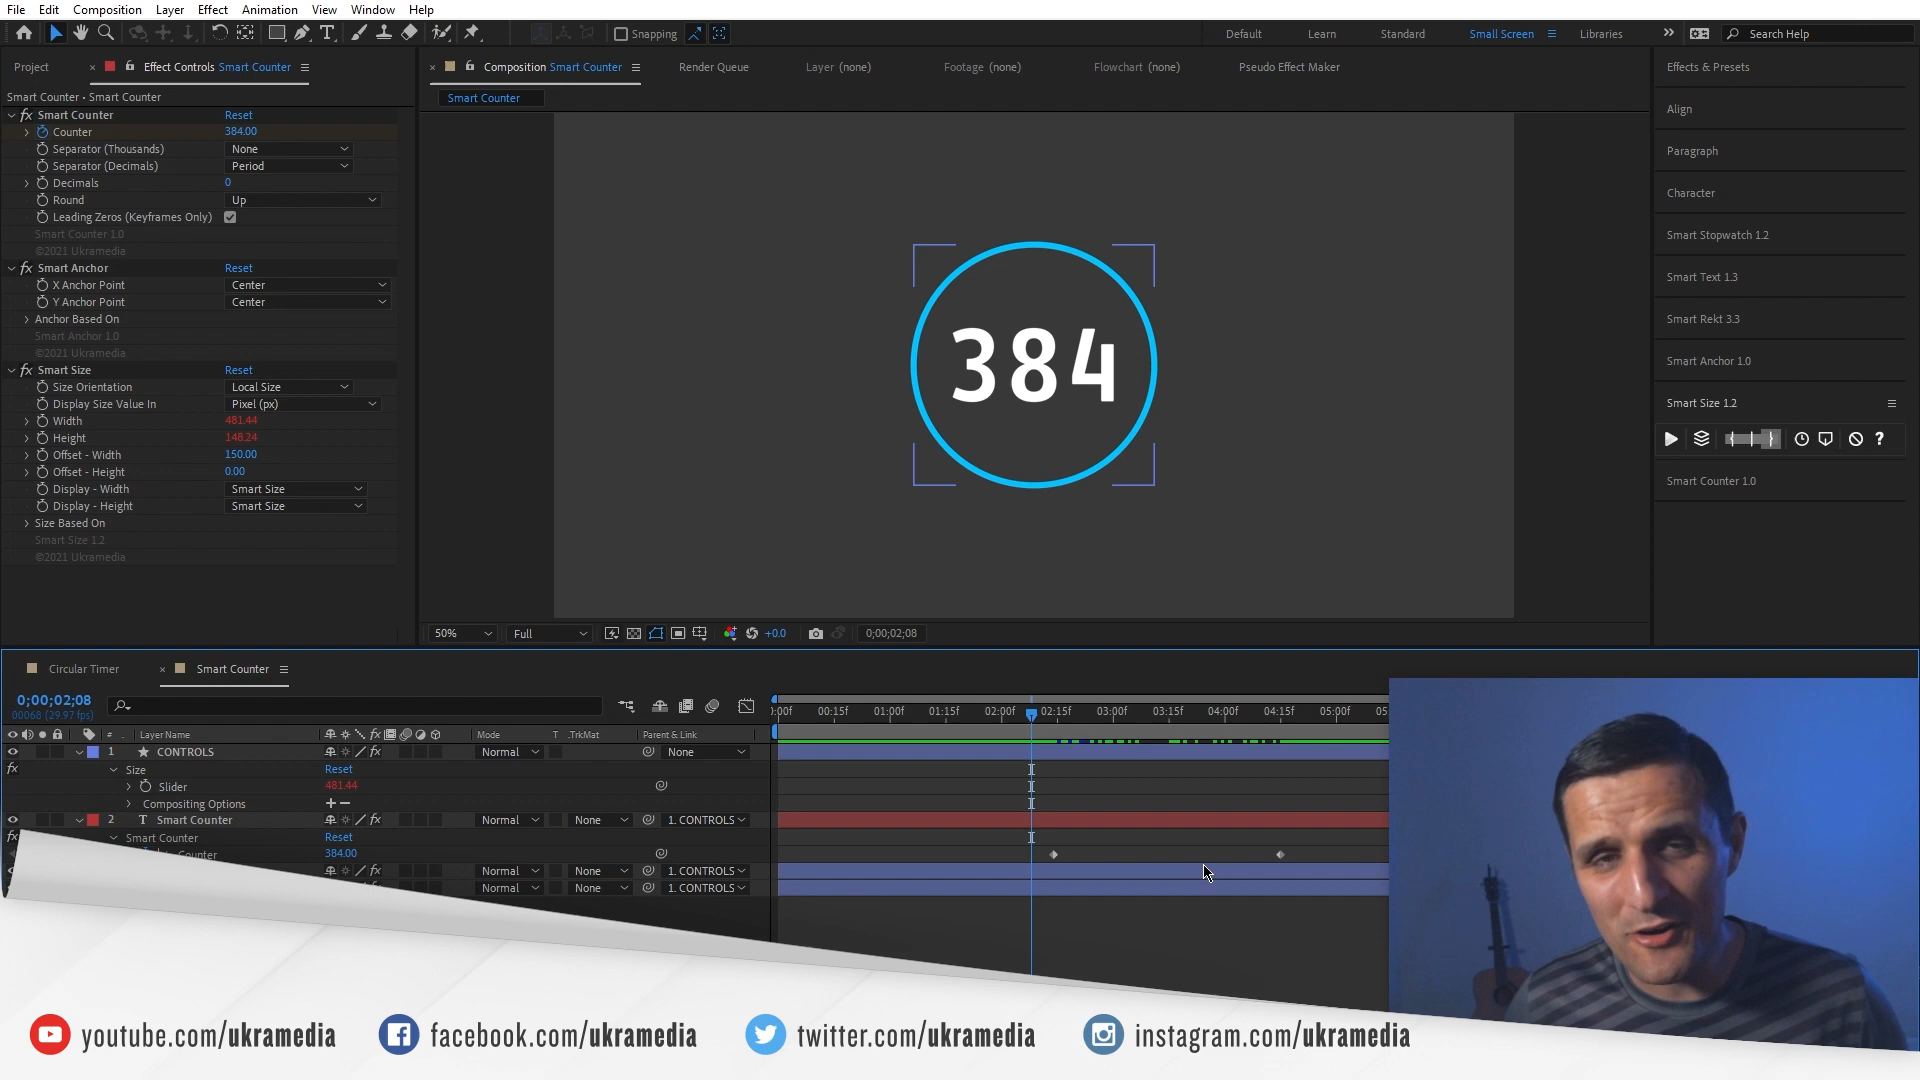 File Edit Composition Layer Effect Animation View Window Help
Snapping Default Learn Standard Small Screen Libraries Search Help
Project Effect Controls Smart Counter
Smart Counter • Smart Counter
fx Smart Counter Reset
Counter 384.00
Separator (Thousands) None
Separator (Decimals) Period
Decimals 0
Round Up
Leading Zeros (Keyframes Only)
Smart Counter 1.0
©2021 Ukramedia
fx Smart Anchor Reset
X Anchor Point Center
Y Anchor Point Center
Anchor Based On
Smart Anchor 1.0
©2021 Ukramedia
fx Smart Size Reset
Size Orientation Local Size
Display Size Value In Pixel (px)
Width 481.44
Height 148.24
Offset - Width 150.00
Offset - Height 0.00
Display - Width Smart Size
Display - Height Smart Size
Size Based On
Smart Size 1.2
©2021 Ukramedia
Composition Smart Counter Render Queue Layer (none) Footage (none) Flowchart (none) Pseudo Effect Maker
Smart Counter
384
50% Full +0.0 0;00;02;08
Effects & Presets
Align
Paragraph
Character
Smart Stopwatch 1.2
Smart Text 1.3
Smart Rekt 3.3
Smart Anchor 1.0
Smart Size 1.2
Smart Counter 1.0
Circular Timer Smart Counter
0;00;02;08
00068 (29.97 fps)
:00f 00:15f 01:00f 01:15f 02:00f 02:15f 03:00f 03:15f 04:00f 04:15f 05:00f 05
# Layer Name Mode T .TrkMat Parent & Link
1 CONTROLS Normal None
fx Size Reset
Slider 481.44
Compositing Options
2 T Smart Counter Normal None 1. CONTROLS
fx Smart Counter Reset
Counter 384.00
Normal None 1. CONTROLS
Normal None 1. CONTROLS
youtube.com/ukramedia facebook.com/ukramedia twitter.com/ukramedia instagram.com/ukramedia